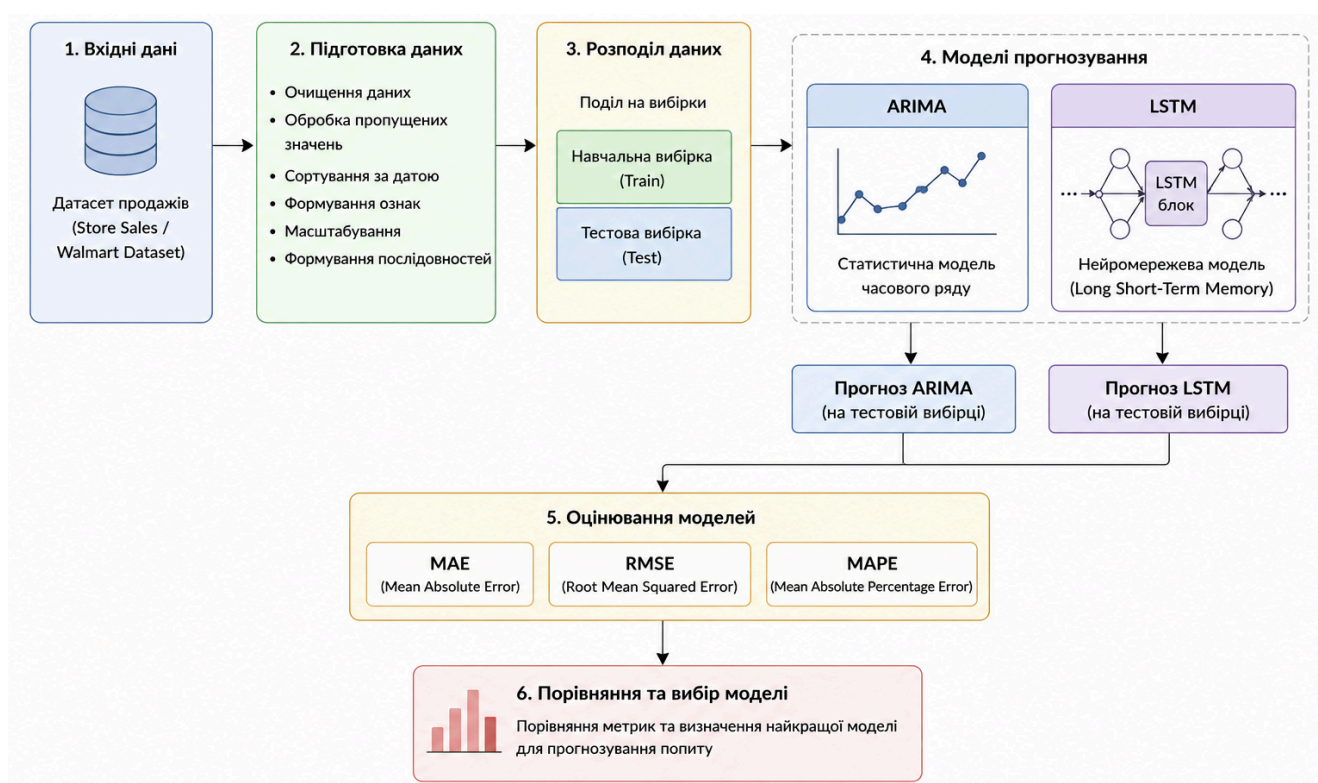 1. Вхідні дані
Датасет продажів
(Store Sales /
Walmart Dataset)
2. Підготовка даних
• Очищення даних
• Обробка пропущених
значень
• Сортування за датою
• Формування ознак
• Масштабування
• Формування послідовностей
3. Розподіл даних
Поділ на вибірки
Навчальна вибірка
(Train)
Тестова вибірка
(Test)
4. Моделі прогнозування
ARIMA
Статистична модель
часового ряду
LSTM
LSTM
блок
Нейромережева модель
(Long Short-Term Memory)
Прогноз ARIMA
(на тестовій вибірці)
Прогноз LSTM
(на тестовій вибірці)
5. Оцінювання моделей
MAE
(Mean Absolute Error)
RMSE
(Root Mean Squared Error)
MAPE
(Mean Absolute Percentage Error)
6. Порівняння та вибір моделі
Порівняння метрик та визначення найкращої моделі
для прогнозування попиту